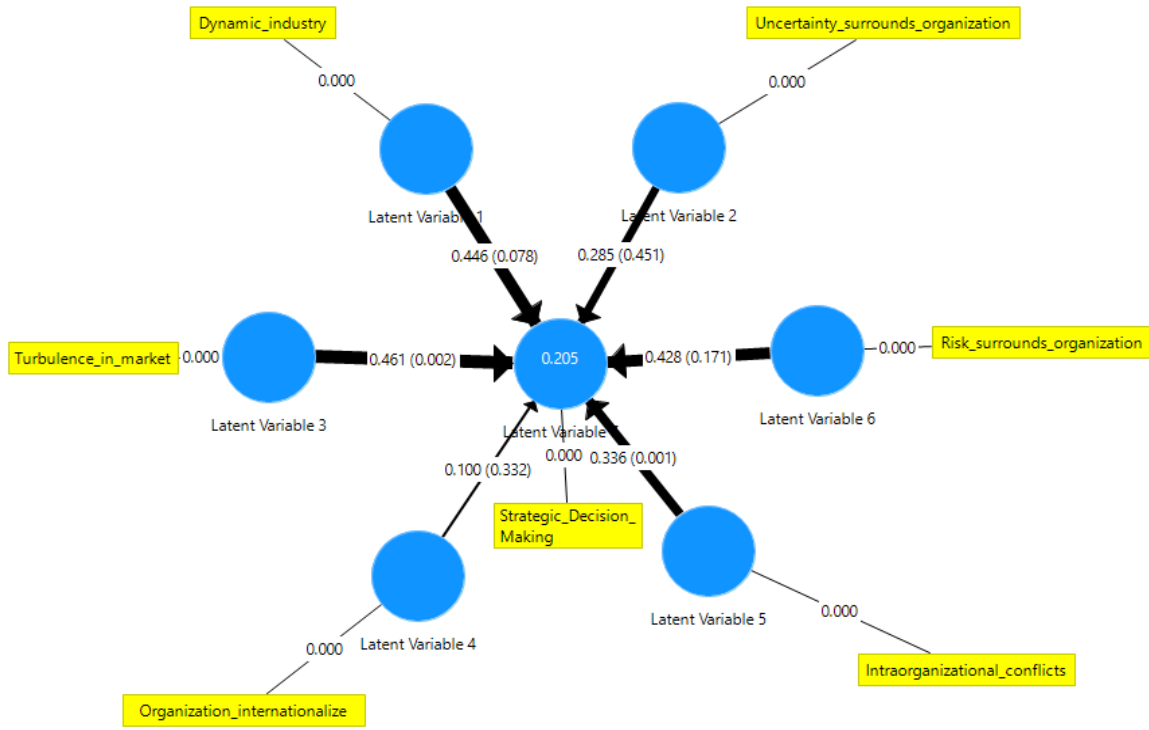 Dynamic_industry
Uncertainty_surrounds_organization
0.000
0.000
Latent Variable 1
Latent Variable 2
0.446 (0.078)
0.285 (0.451)
Turbulence_in_market
0.000
0.461 (0.002)
0.205
0.428 (0.171)
0.000
Risk_surrounds_organization
Latent Variable 3
Latent Variable
Latent Variable 6
0.000
0.336 (0.001)
0.100 (0.332)
Strategic_Decision_
Making
0.000
Latent Variable 5
Latent Variable 4
0.000
Intraorganizational_conflicts
Organization_internationalize